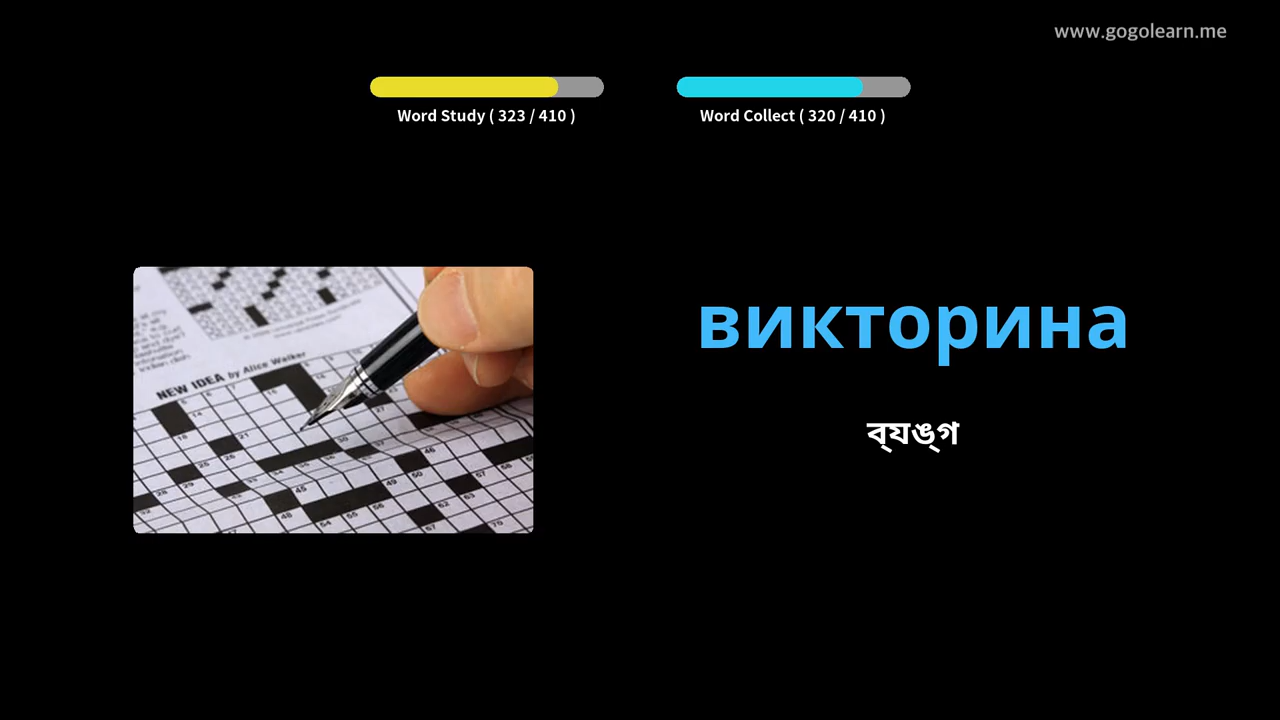 www.gogolearn.me
Word Study ( 323 / 410 )
Word Collect ( 320 / 410 )
NEW IDEA by Alice Walker
викторина
ব্যঙ্গ